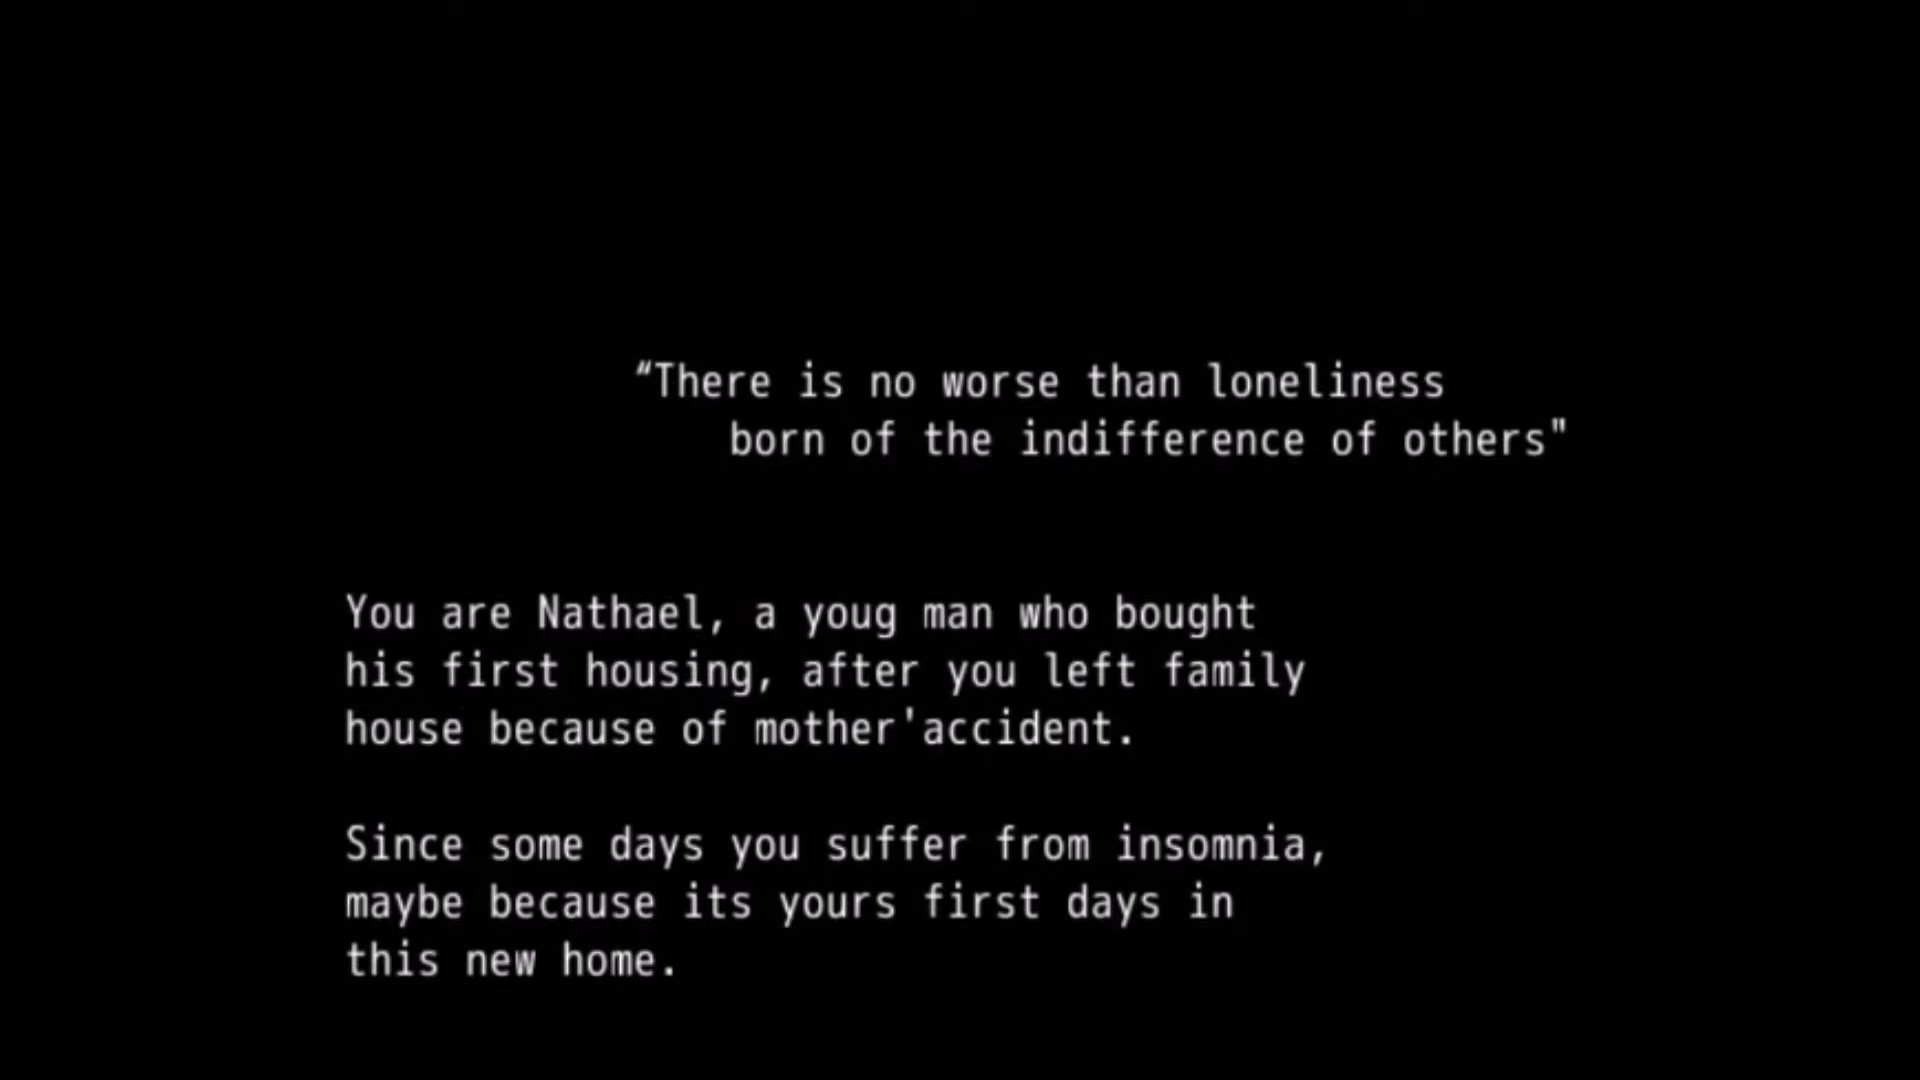 “There is no worse than loneliness
born of the indifference of others"
You are Nathael, a youg man who bought
his first housing, after you left family
house because of mother'accident.
Since some days you suffer from insomnia,
maybe because its yours first days in
this new home.